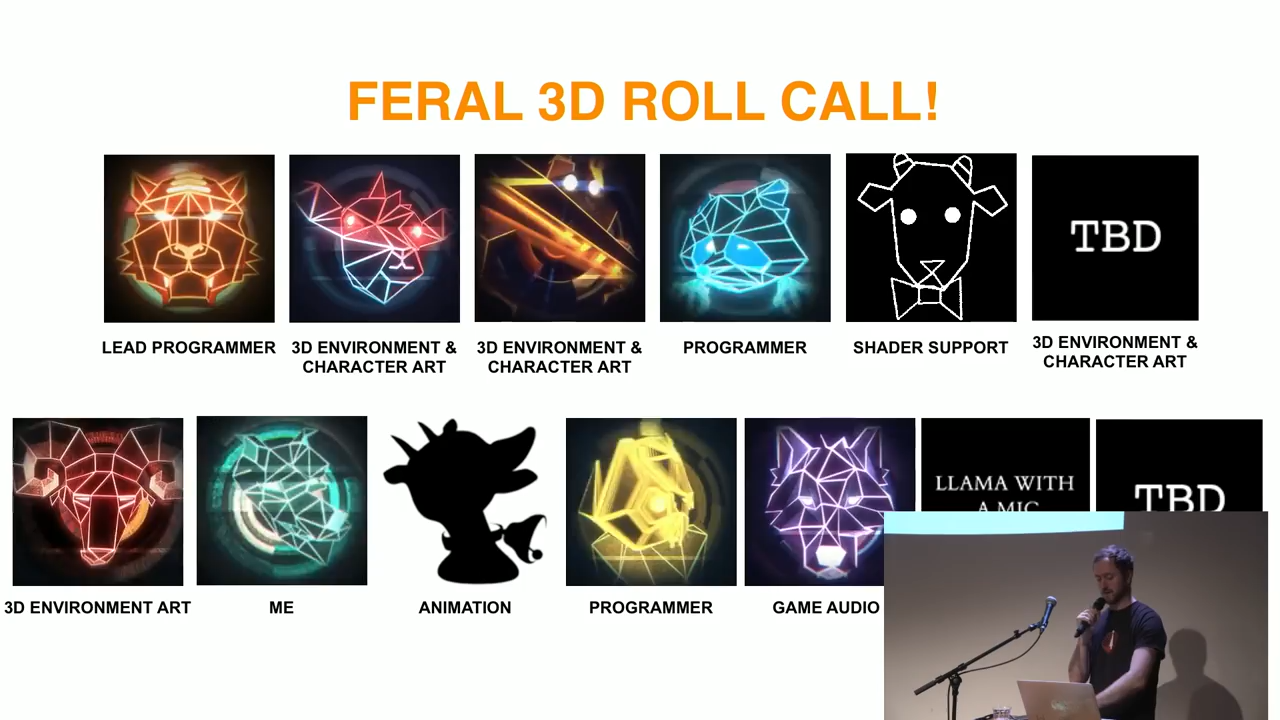 FERAL 3D ROLL CALL!
TBD
LEAD PROGRAMMER
3D ENVIRONMENT &
CHARACTER ART
3D ENVIRONMENT &
CHARACTER ART
PROGRAMMER
SHADER SUPPORT
3D ENVIRONMENT &
CHARACTER ART
LLAMA WITH
A MIC
TBD
3D ENVIRONMENT ART
ME
ANIMATION
PROGRAMMER
GAME AUDIO